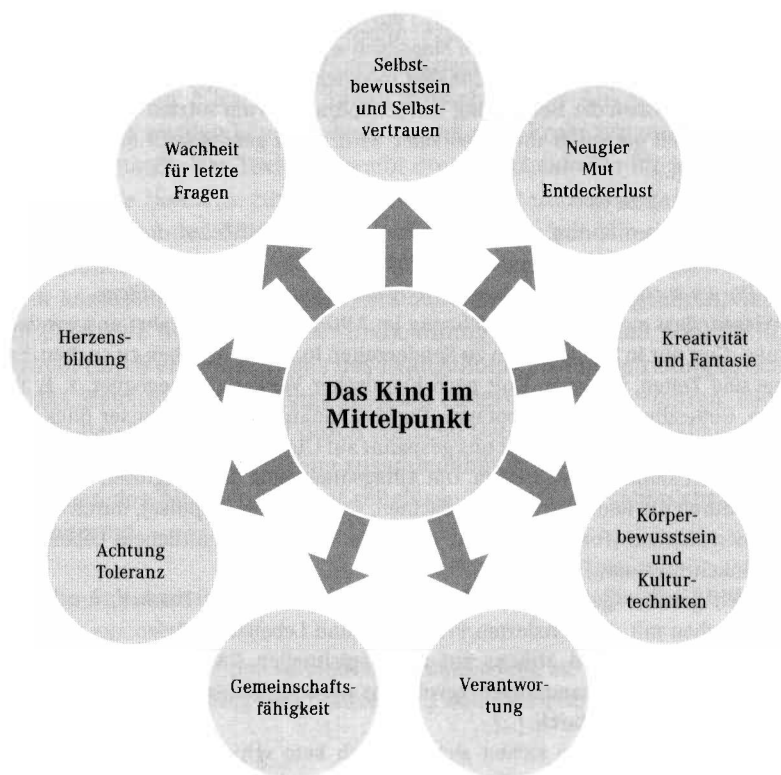 Selbst-
bewusstsein
und Selbst-
vertrauen
Neugier
Mut
Entdeckerlust
Kreativität
und Fantasie
Körper-
bewusstsein
und
Kultur-
techniken
Verantwor-
tung
Gemeinschafts-
fähigkeit
Achtung
Toleranz
Herzens-
bildung
Wachheit
für letzte
Fragen
Das Kind im
Mittelpunkt